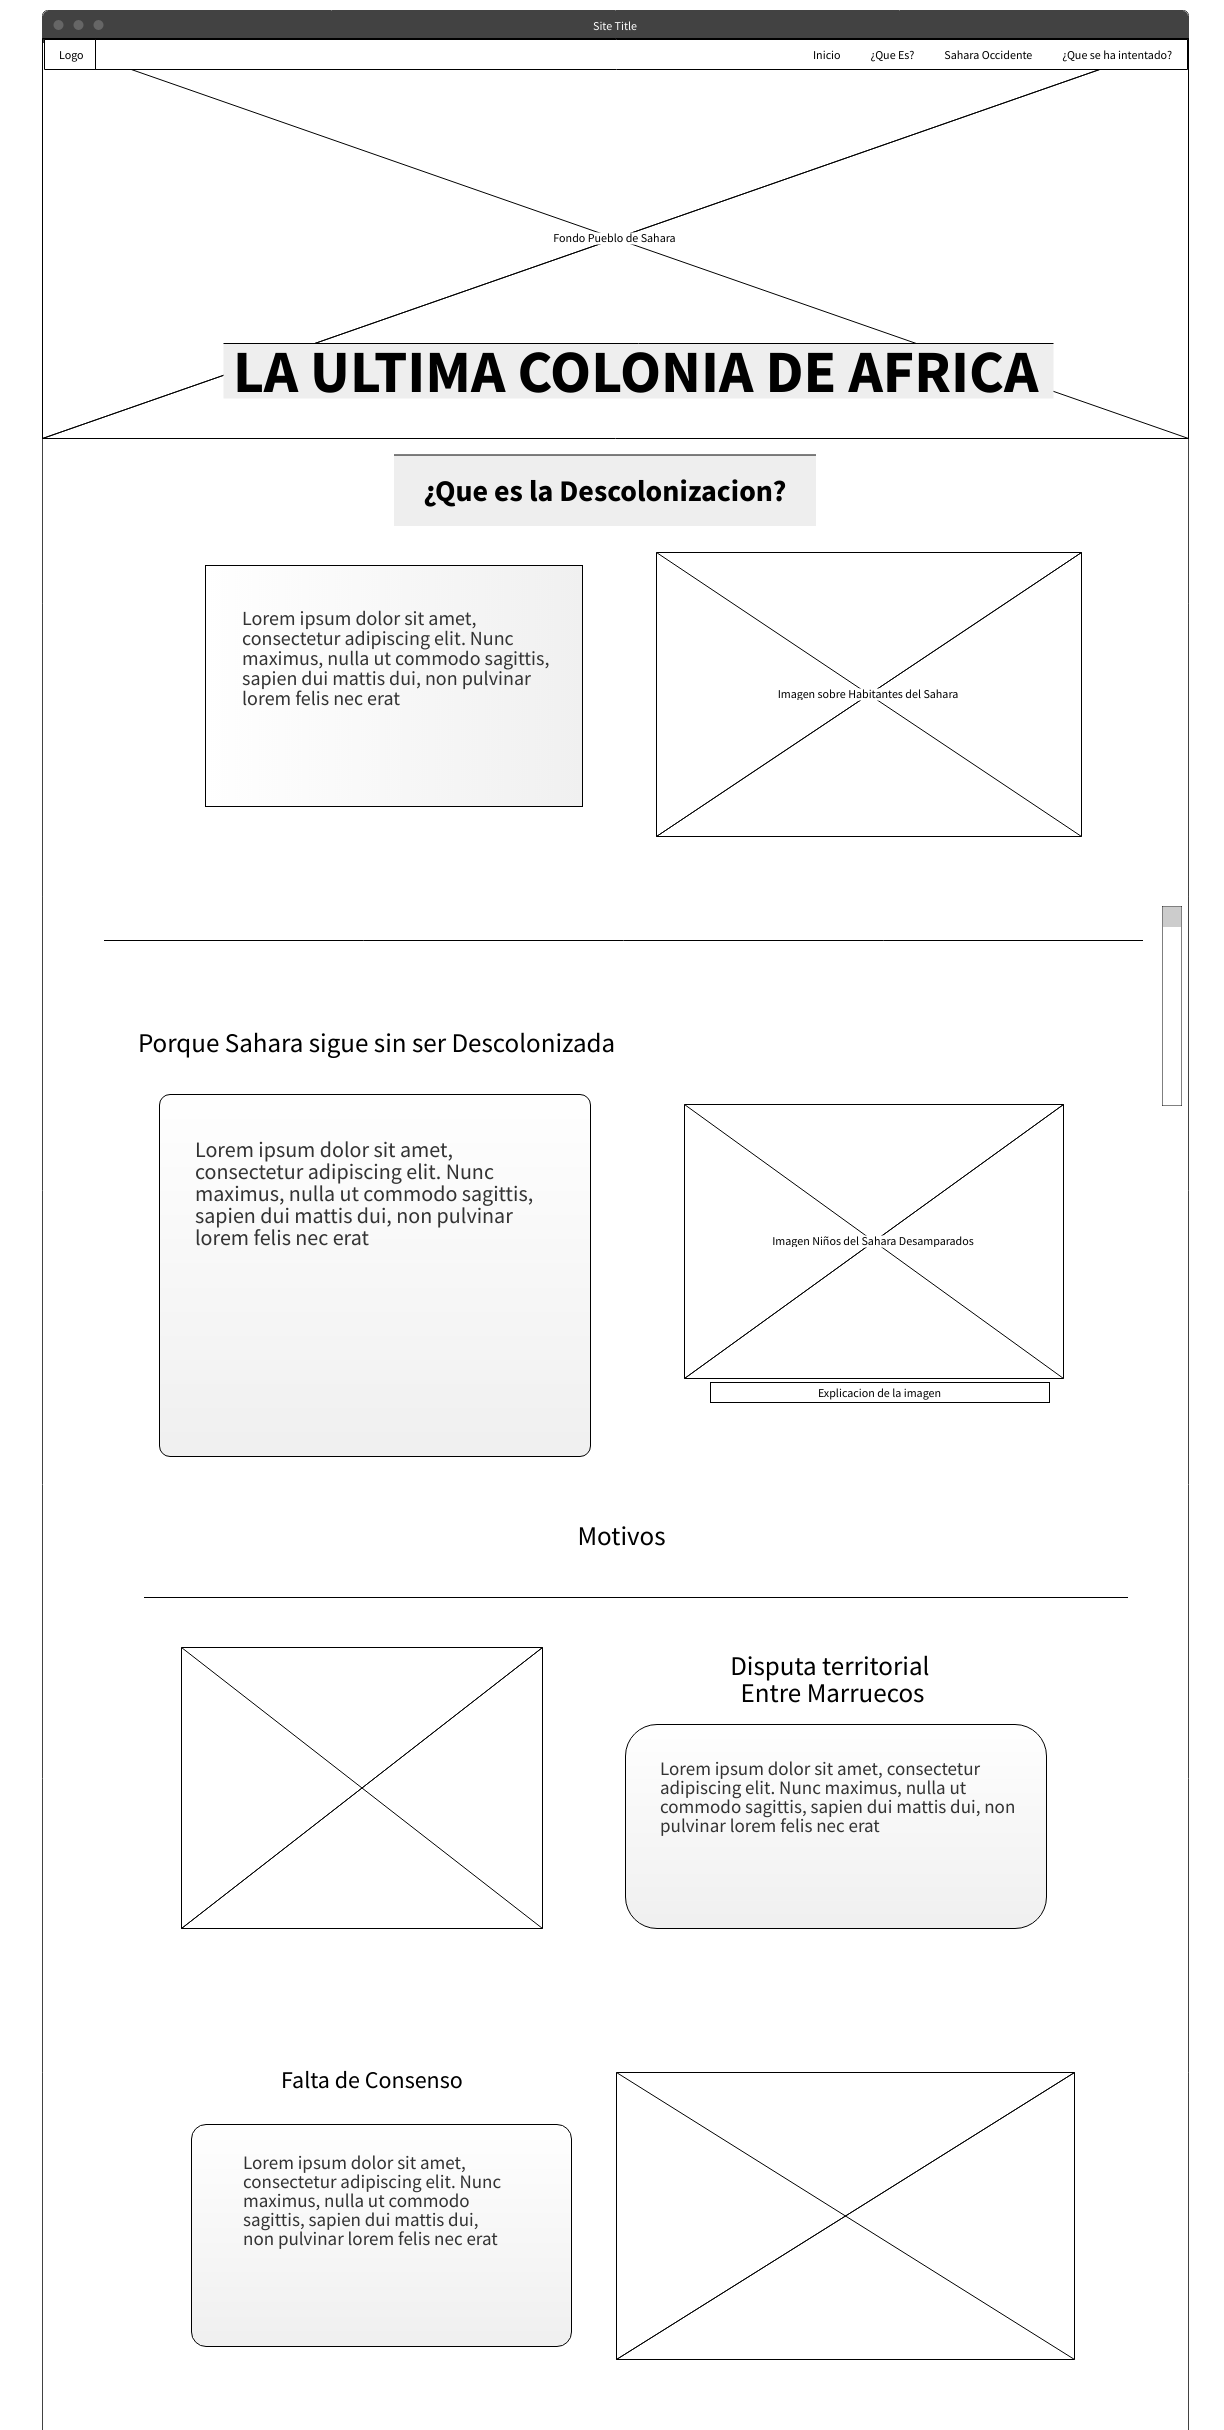 Site Title
Logo
Inicio
¿Que Es?
Sahara Occidente
¿Que se ha intentado?
Fondo Pueblo de Sahara
LA ULTIMA COLONIA DE AFRICA
¿Que es la Descolonizacion?
Lorem ipsum dolor sit amet,
consectetur adipiscing elit. Nunc
maximus, nulla ut commodo sagittis,
sapien dui mattis dui, non pulvinar
lorem felis nec erat
Imagen sobre Habitantes del Sahara
Porque Sahara sigue sin ser Descolonizada
Lorem ipsum dolor sit amet,
consectetur adipiscing elit. Nunc
maximus, nulla ut commodo sagittis,
sapien dui mattis dui, non pulvinar
lorem felis nec erat
Imagen Niños del Sahara Desamparados
Explicacion de la imagen
Motivos
Disputa territorial
Entre Marruecos
Lorem ipsum dolor sit amet, consectetur
adipiscing elit. Nunc maximus, nulla ut
commodo sagittis, sapien dui mattis dui, non
pulvinar lorem felis nec erat
Falta de Consenso
Lorem ipsum dolor sit amet,
consectetur adipiscing elit. Nunc
maximus, nulla ut commodo
sagittis, sapien dui mattis dui,
non pulvinar lorem felis nec erat